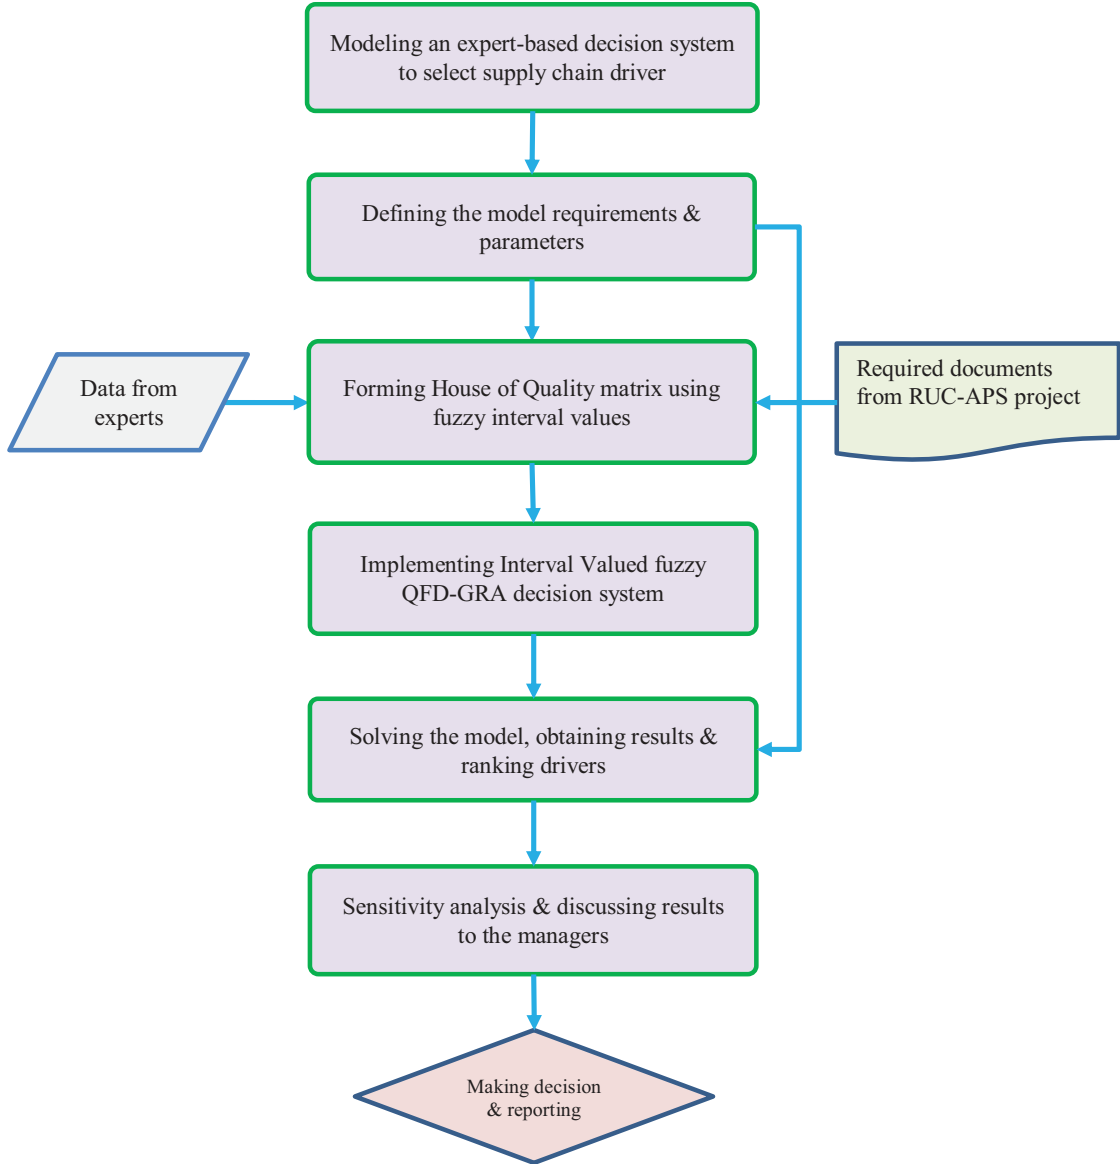 Modeling an expert-based decision system
to select supply chain driver
Defining the model requirements &
parameters
Data from
experts
Forming House of Quality matrix using
fuzzy interval values
Required documents
from RUC-APS project
Implementing Interval Valued fuzzy
QFD-GRA decision system
Solving the model, obtaining results &
ranking drivers
Sensitivity analysis & discussing results
to the managers
Making decision
& reporting